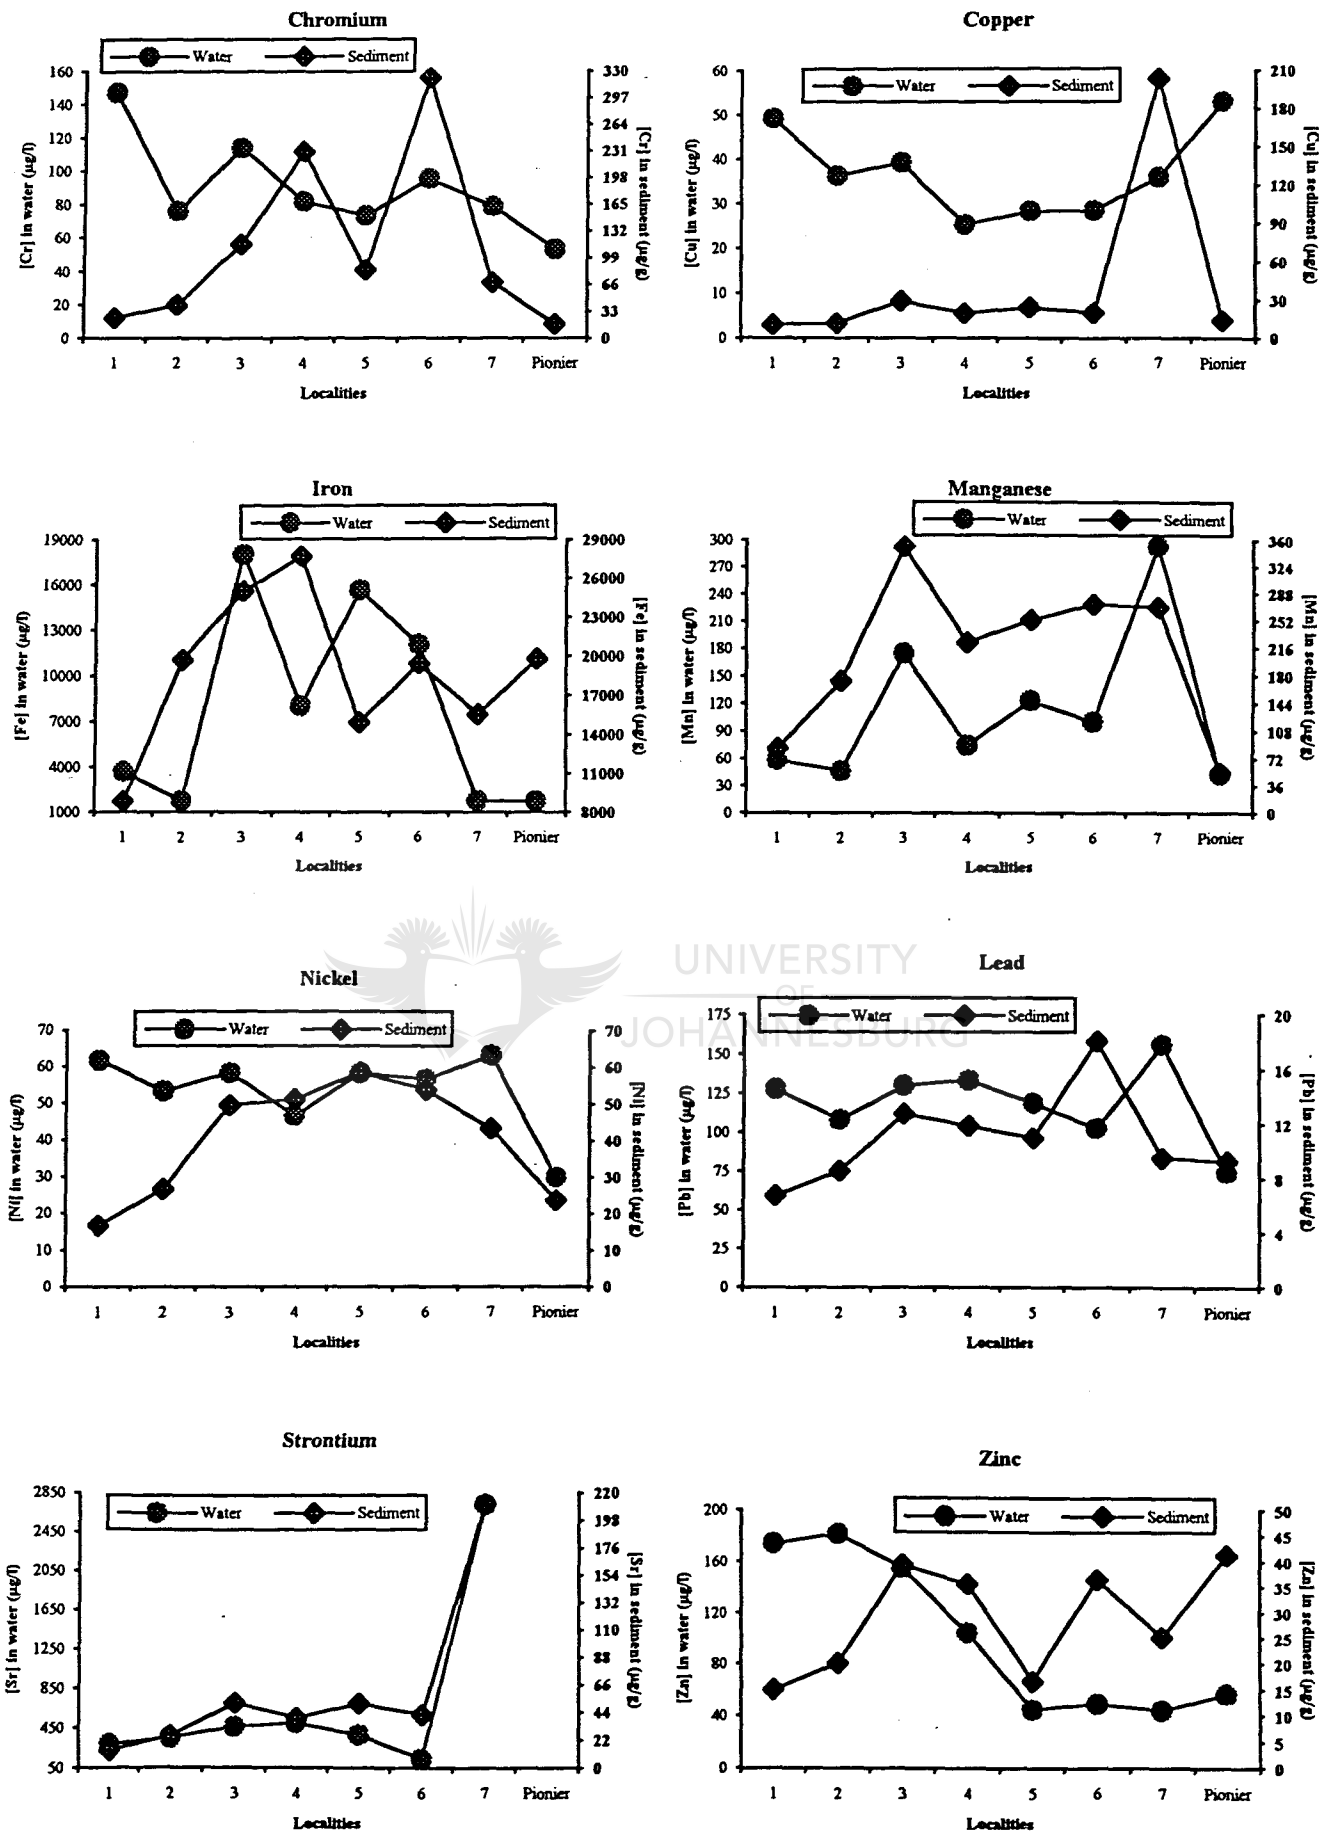 Chromium
Water Sediment
160
140
120
100
80
60
40
20
0
[Cr] in water (µg/l)
330
297
264
231
198
165
132
99
66
33
0
[Cr] in sediment (µg/g)
1 2 3 4 5 6 7 Pionier
Localities
Copper
Water Sediment
60
50
40
30
20
10
0
[Cu] in water (µg/l)
210
180
150
120
90
60
30
0
[Cu] in sediment (µg/g)
1 2 3 4 5 6 7 Pionier
Localities
Iron
Water Sediment
19000
16000
13000
10000
7000
4000
1000
[Fe] in water (µg/l)
29000
26000
23000
20000
17000
14000
11000
8000
[Fe] in sediment (µg/g)
1 2 3 4 5 6 7 Pionier
Localities
Manganese
Water Sediment
300
270
240
210
180
150
120
90
60
30
0
[Mn] in water (µg/l)
360
324
288
252
216
180
144
108
72
36
0
[Mn] in sediment (µg/g)
1 2 3 4 5 6 7 Pionier
Localities
UNIVERSITY
OF
JOHANNESBURG
Nickel
Water Sediment
70
60
50
40
30
20
10
0
[Ni] in water (µg/l)
70
60
50
40
30
20
10
0
[Ni] in sediment (µg/g)
1 2 3 4 5 6 7 Pionier
Localities
Lead
Water Sediment
175
150
125
100
75
50
25
0
[Pb] in water (µg/l)
20
16
12
8
4
0
[Pb] in sediment (µg/g)
1 2 3 4 5 6 7 Pionier
Localities
Strontium
Water Sediment
2850
2450
2050
1650
1250
850
450
50
[Sr] in water (µg/l)
220
198
176
154
132
110
88
66
44
22
0
[Sr] in sediment (µg/g)
1 2 3 4 5 6 7 Pionier
Localities
Zinc
Water Sediment
200
160
120
80
40
0
[Zn] in water (µg/l)
50
45
40
35
30
25
20
15
10
5
0
[Zn] in sediment (µg/g)
1 2 3 4 5 6 7 Pionier
Localities